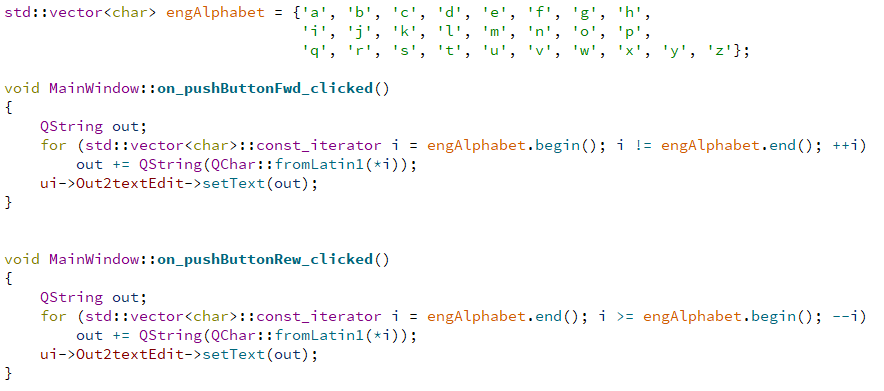 std::vector<char> engAlphabet = {'a', 'b', 'c', 'd', 'e', 'f', 'g', 'h',
                                 'i', 'j', 'k', 'l', 'm', 'n', 'o', 'p',
                                 'q', 'r', 's', 't', 'u', 'v', 'w', 'x', 'y', 'z'};

void MainWindow::on_pushButtonFwd_clicked()
{
    QString out;
    for (std::vector<char>::const_iterator i = engAlphabet.begin(); i != engAlphabet.end(); ++i)
        out += QString(QChar::fromLatin1(*i));
    ui->Out2textEdit->setText(out);
}


void MainWindow::on_pushButtonRew_clicked()
{
    QString out;
    for (std::vector<char>::const_iterator i = engAlphabet.end(); i >= engAlphabet.begin(); --i)
        out += QString(QChar::fromLatin1(*i));
    ui->Out2textEdit->setText(out);
}